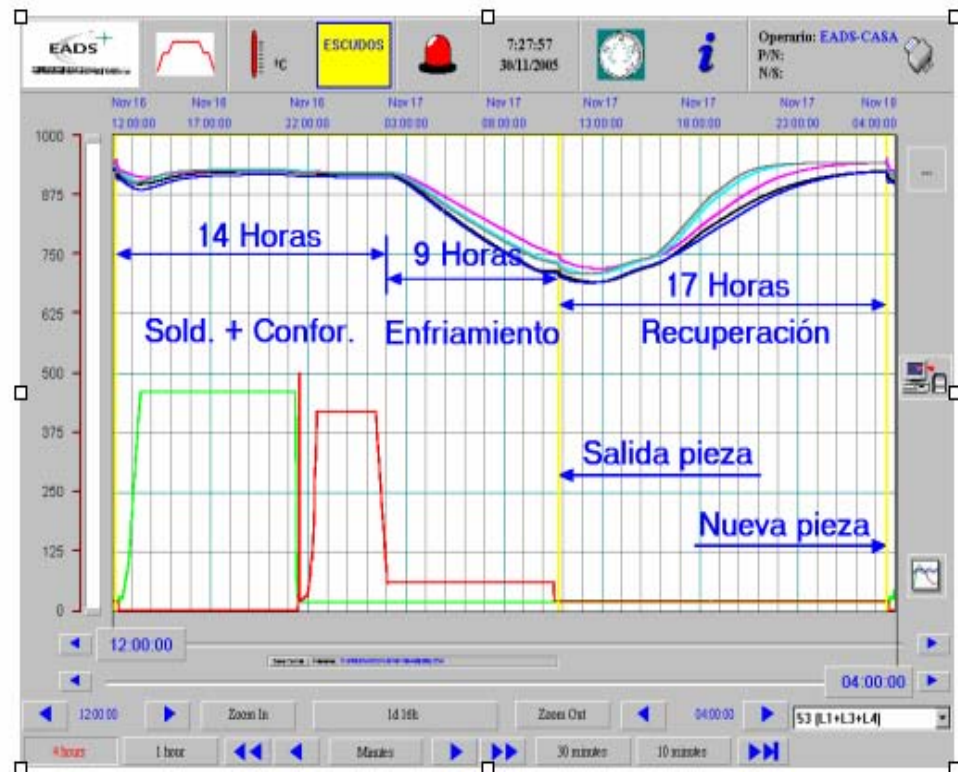 EADS
°C
ESCUDOS
7:27:57
30/11/2005
i
Operario: EADS-CASA
P/N:
N/S:
Nov 16 Nov 16 Nov 16 Nov 17 Nov 17 Nov 17 Nov 17 Nov 17 Nov 18
12:00:00 17:00:00 22:00:00 03:00:00 08:00:00 13:00:00 18:00:00 23:00:00 04:00:00
1000
875
750
625
500
375
250
125
0
14 Horas
9 Horas
17 Horas
Sold. + Confor.
Enfriamiento
Recuperación
Salida pieza
Nueva pieza
...
12:00:00
04:00:00
12:00:00 Zoom In 1d 16h Zoom Out 04:00:00 53 (L1+L3+L4)
4 hours 1 hour Minutes 30 minutes 10 minutes